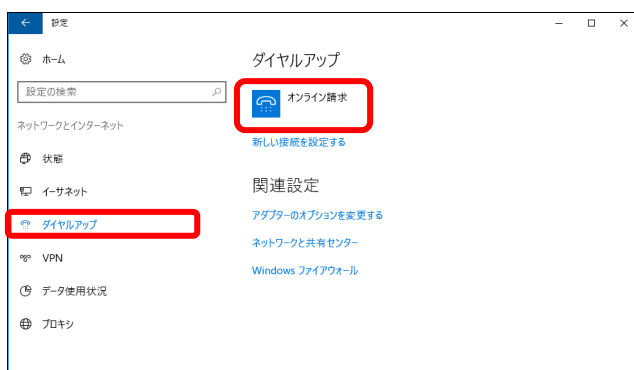 設定
ホーム
設定の検索
ネットワークとインターネット
状態
イーサネット
ダイヤルアップ
VPN
データ使用状況
プロキシ
ダイヤルアップ
オンライン請求
新しい接続を設定する
関連設定
アダプターのオプションを変更する
ネットワークと共有センター
Windows ファイアウォール